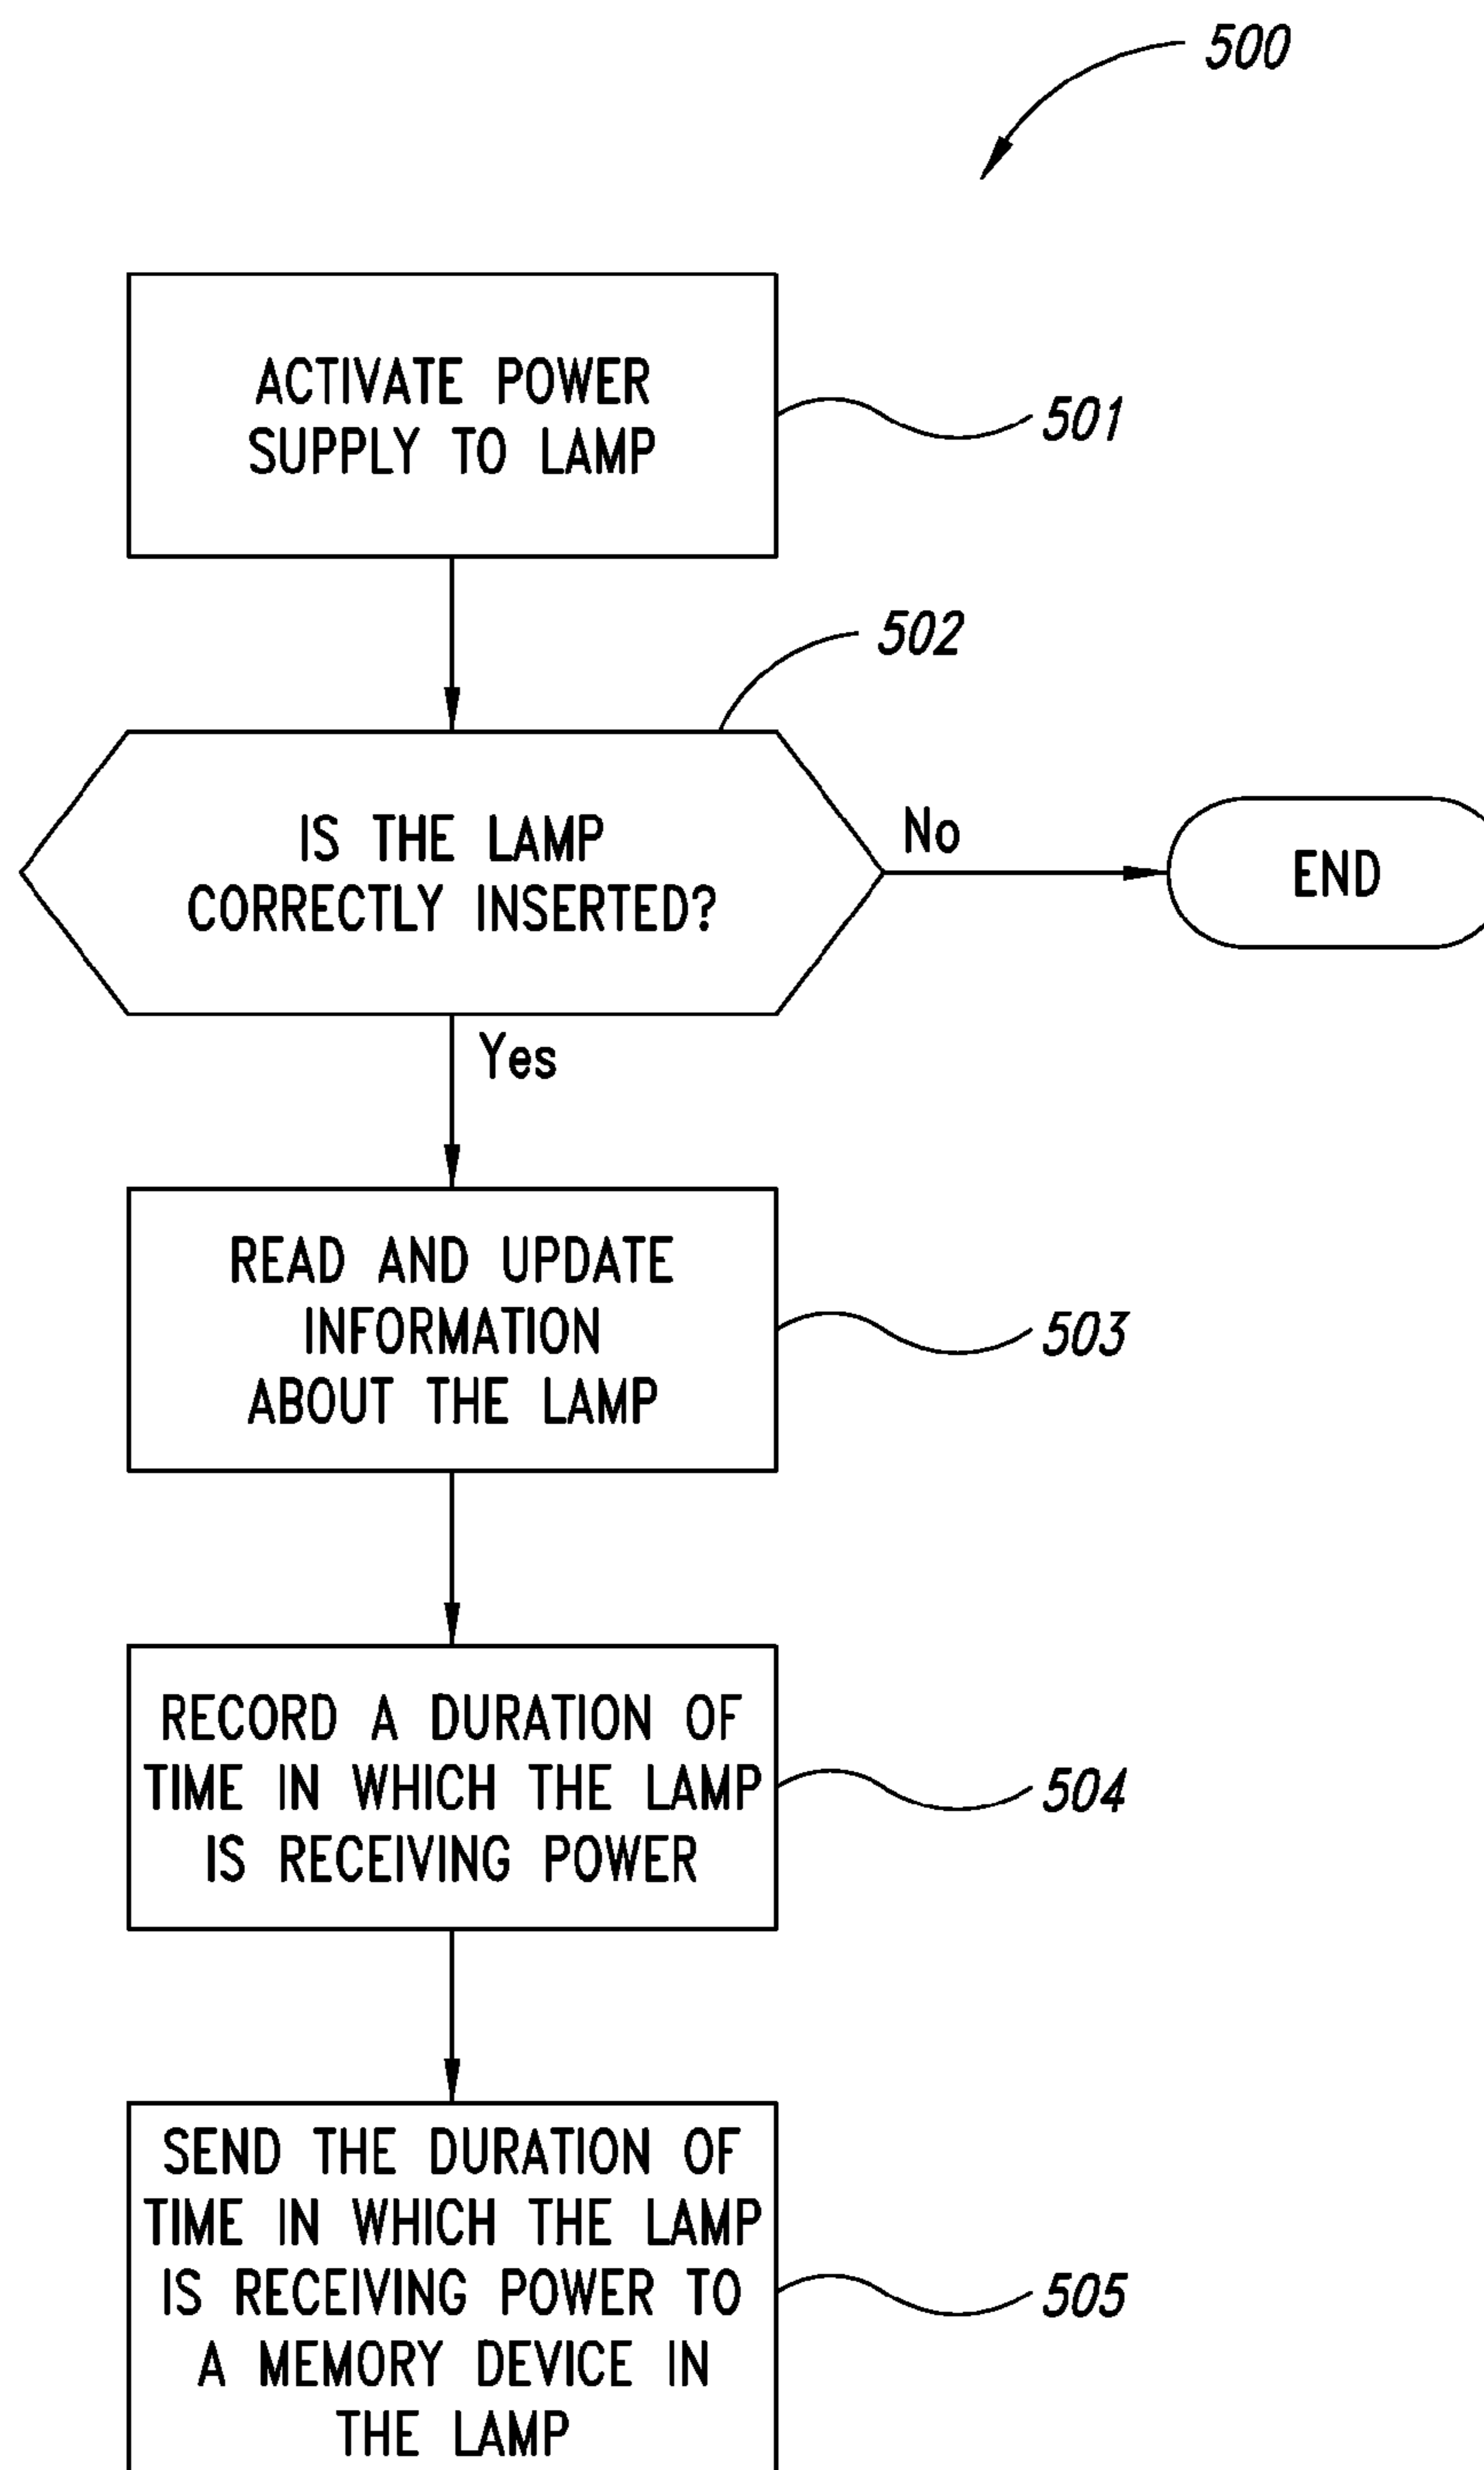 500
ACTIVATE POWER
SUPPLY TO LAMP
501
502
IS THE LAMP
CORRECTLY INSERTED?
No
END
Yes
READ AND UPDATE
INFORMATION
ABOUT THE LAMP
503
RECORD A DURATION OF
TIME IN WHICH THE LAMP
IS RECEIVING POWER
504
SEND THE DURATION OF
TIME IN WHICH THE LAMP
IS RECEIVING POWER TO
A MEMORY DEVICE IN
THE LAMP
505